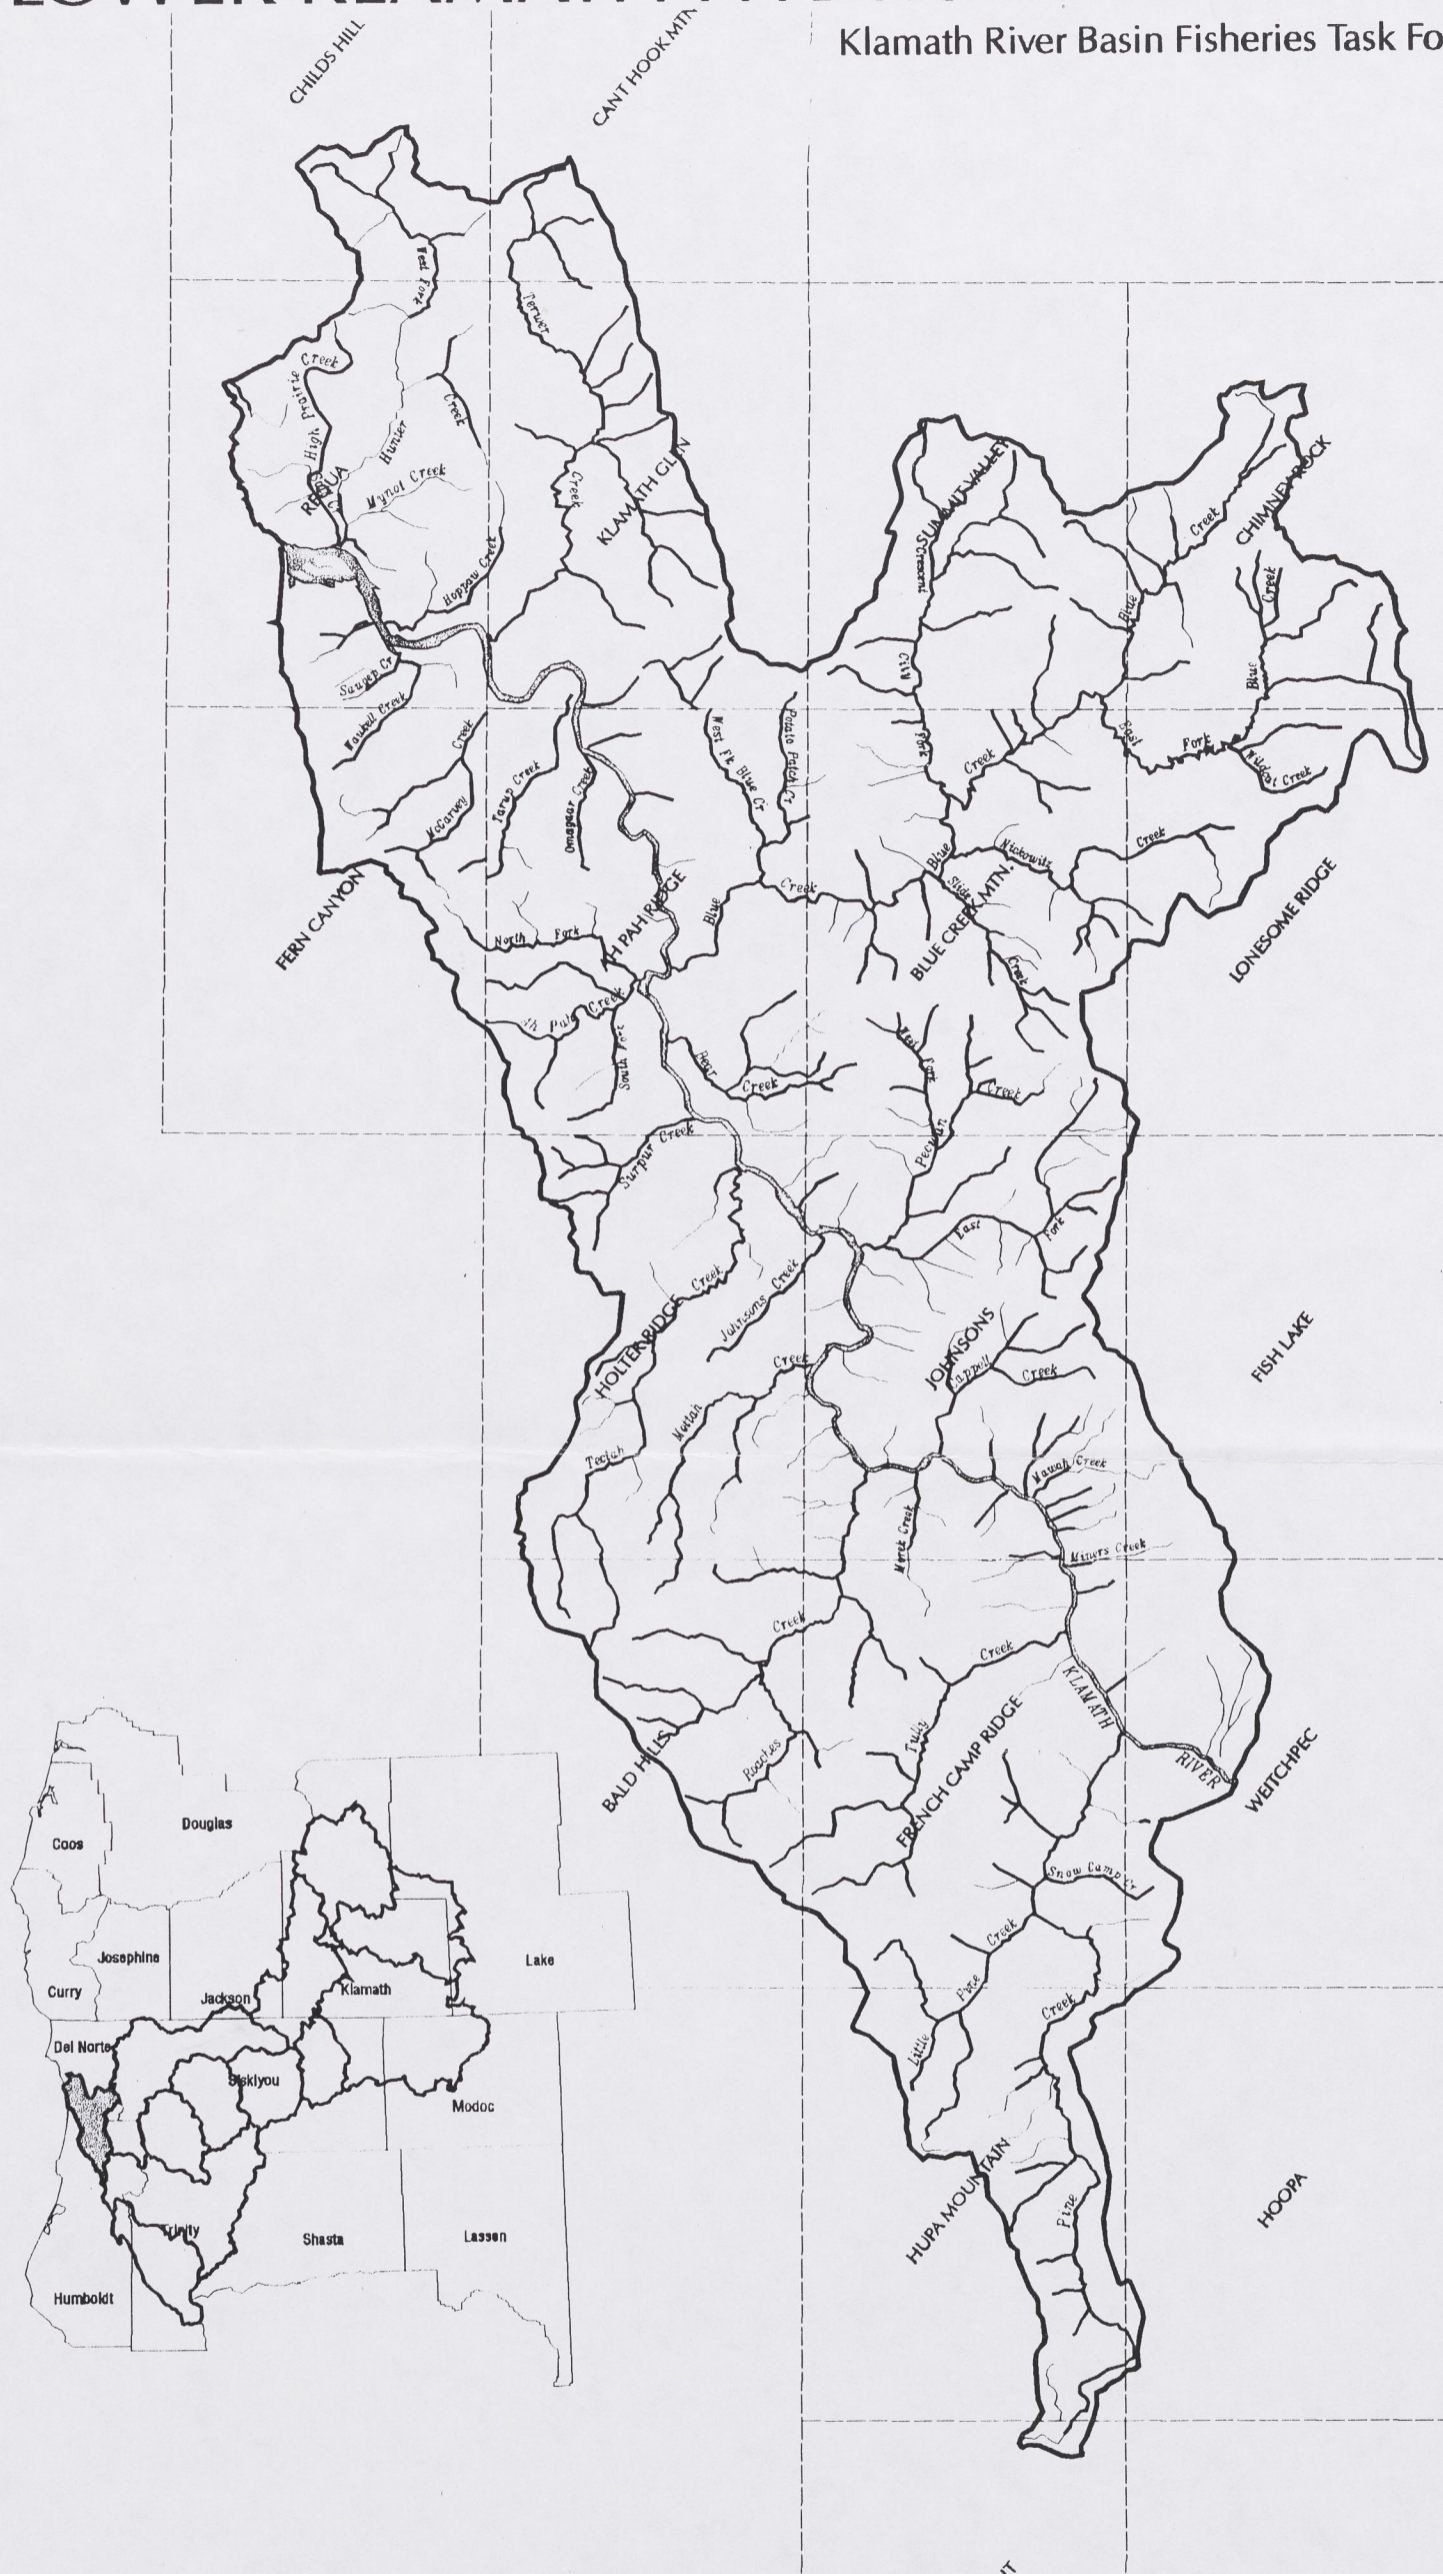 Klamath River Basin Fisheries Task Fo
CHILDS HILL
CANT HOOK MTN
West Fork
Terwer
Creek
High Prairie
Creek
Hunter
Creek
REQUA
Mynot Creek
Creek
KLAMATH GLEN
Hoppaw Creek
SUMMIT VALLEY
Crescent
City
Fork
CHIMNEY ROCK
Creek
Blue
Creek
Blue
East
Fork
Creek
Saugep Cr
Waukell Creek
Creek
McGarvey
Tarup Creek
Omagaar Creek
West Fk Blue Cr
Potato Patch Cr
Creek
Blue
Nickowitz
Creek
Slide
Creek
BLUE CREEK MTN.
LONESOME RIDGE
FERN CANYON
AH PAH RIDGE
Blue
Creek
North Fork
Creek
South Fork
Bear
Creek
Fork
Creek
Pecwan
Surpur Creek
East
Fork
Creek
Johnsons Creek
HOLTER RIDGE
JOHNSONS
FISH LAKE
Cappell
Creek
Creek
Mettah
Tectah
Mawah Creek
Morek Creek
Miners Creek
Creek
Creek
KLAMATH
RIVER
WEITCHPEC
Roaches
BALD HILLS
Tully
FRENCH CAMP RIDGE
Snow Camp Cr
Creek
Pine
Little
Creek
HUPA MOUNTAIN
Pine
HOOPA
Coos
Douglas
Josephine
Curry
Jackson
Klamath
Lake
Del Norte
Siskiyou
Modoc
Trinity
Shasta
Lassen
Humboldt